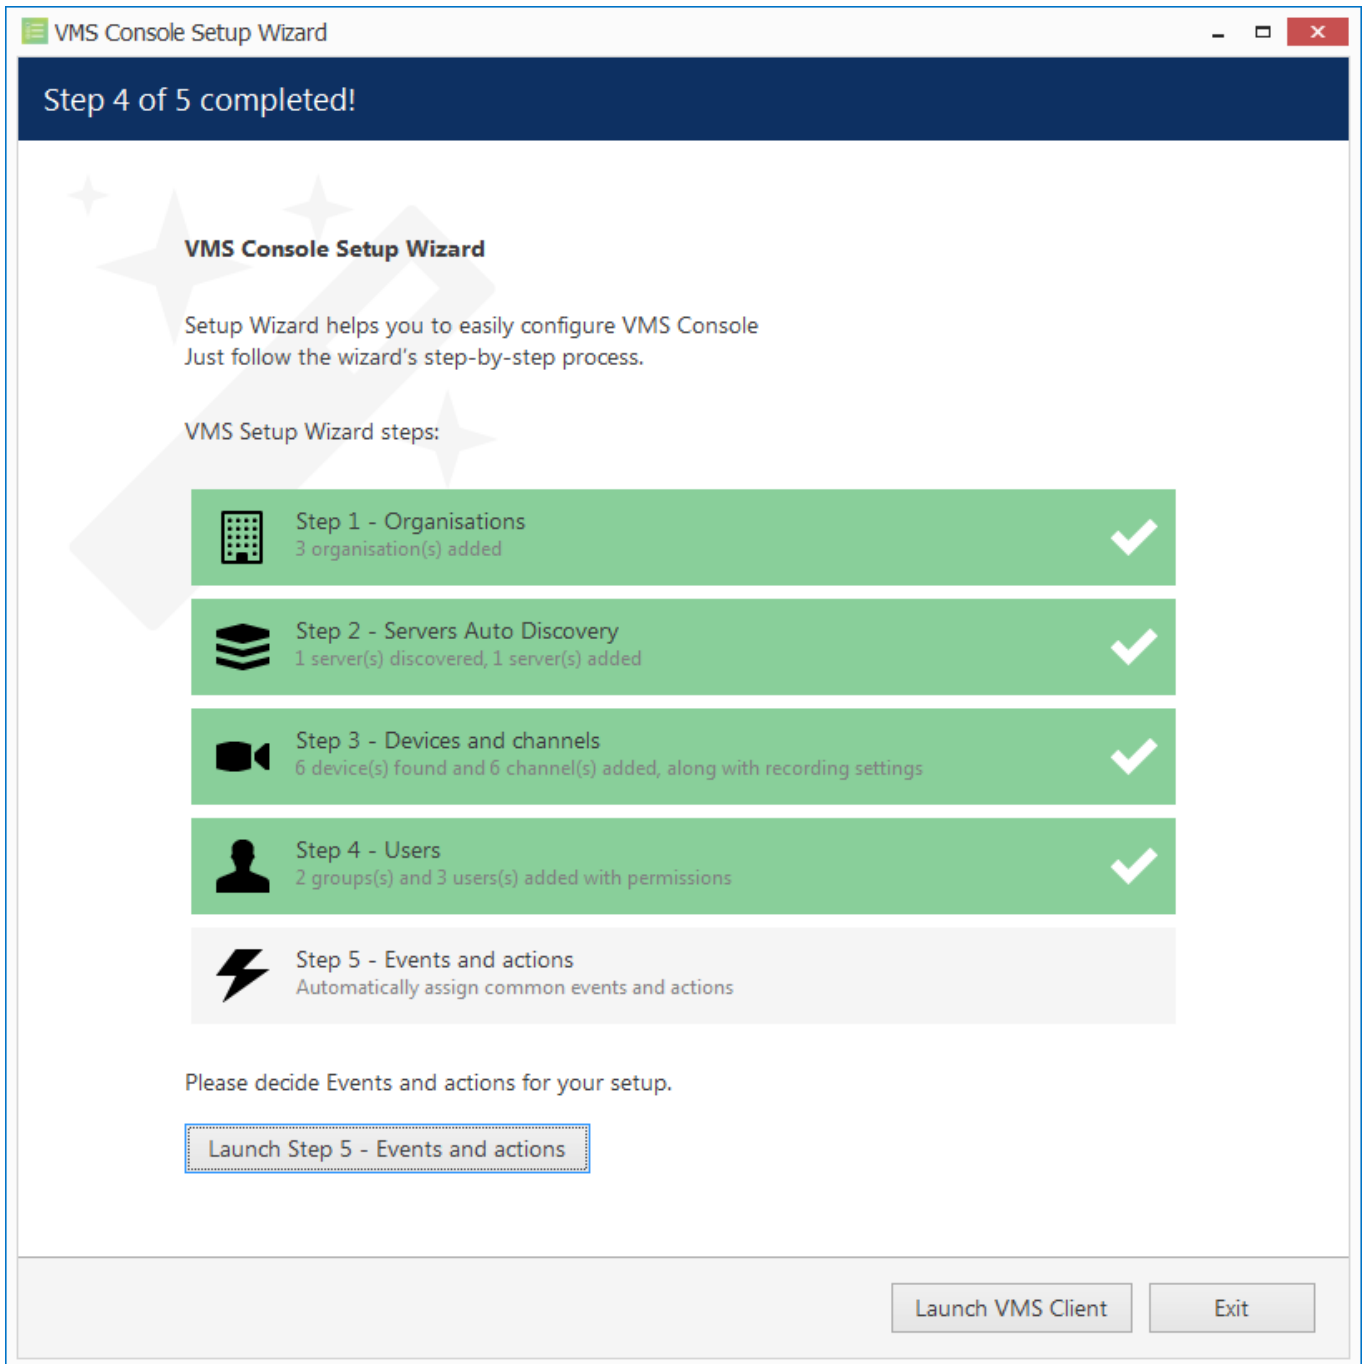 VMS Console Setup Wizard
Step 4 of 5 completed!
VMS Console Setup Wizard
Setup Wizard helps you to easily configure VMS Console
Just follow the wizard's step-by-step process.
VMS Setup Wizard steps:
Step 1 - Organisations
3 organisation(s) added
Step 2 - Servers Auto Discovery
1 server(s) discovered, 1 server(s) added
Step 3 - Devices and channels
6 device(s) found and 6 channel(s) added, along with recording settings
Step 4 - Users
2 groups(s) and 3 users(s) added with permissions
Step 5 - Events and actions
Automatically assign common events and actions
Please decide Events and actions for your setup.
Launch Step 5 - Events and actions
Launch VMS Client
Exit